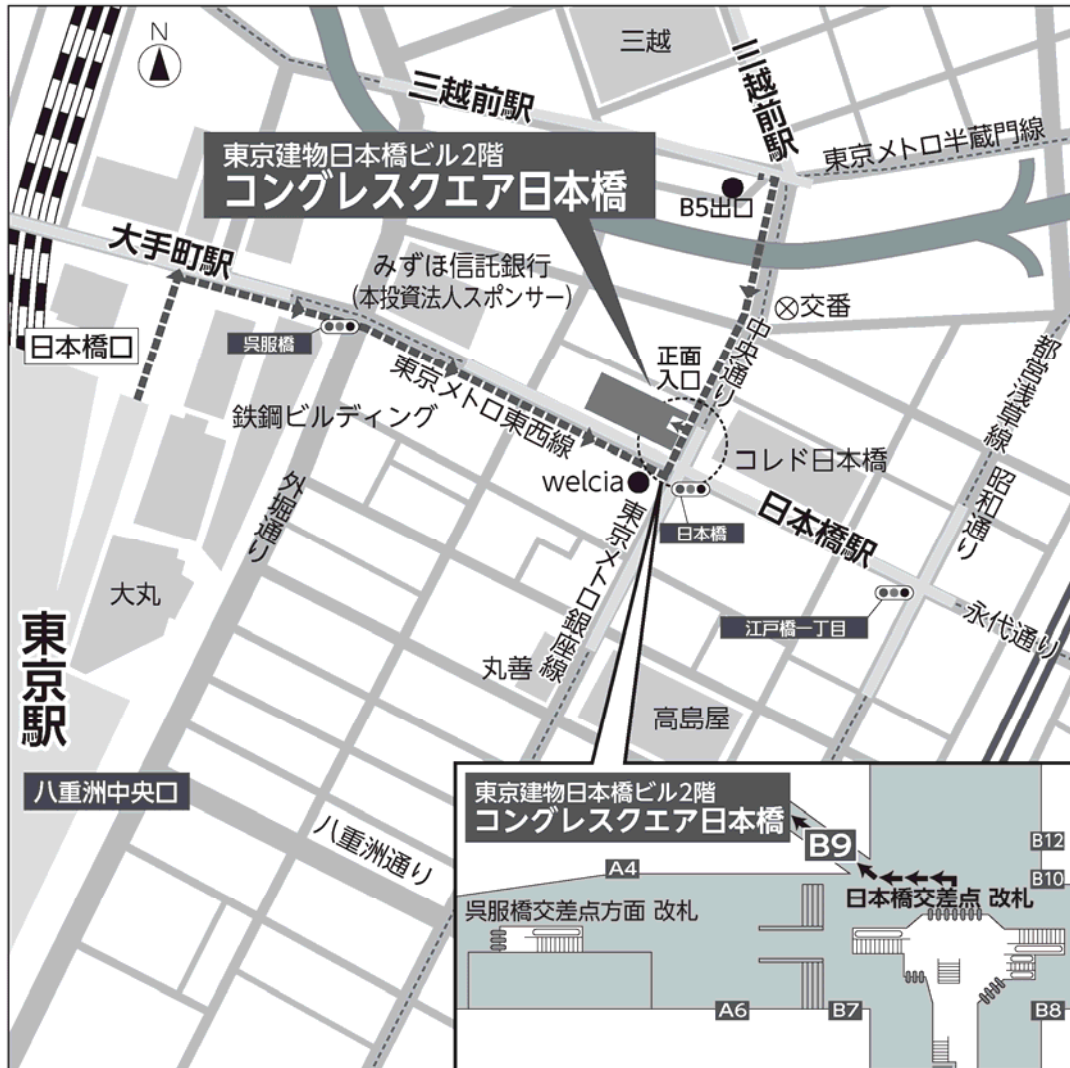 N
三越
三越前駅
三越前駅
東京メトロ半蔵門線
東京建物日本橋ビル2階
コングレスクエア日本橋
B5出口
大手町駅
みずほ信託銀行
(本投資法人スポンサー)
交番
中央通り
日本橋口
呉服橋
正面
入口
都営浅草線
東京メトロ東西線
鉄鋼ビルディング
コレド日本橋
昭和通り
welcia
外堀通り
日本橋
日本橋駅
東京メトロ銀座線
大丸
江戸橋一丁目
永代通り
東京駅
丸善
高島屋
八重洲中央口
八重洲通り
東京建物日本橋ビル2階
コングレスクエア日本橋
B9
B12
A4
B10
呉服橋交差点方面 改札
日本橋交差点 改札
A6
B7
B8